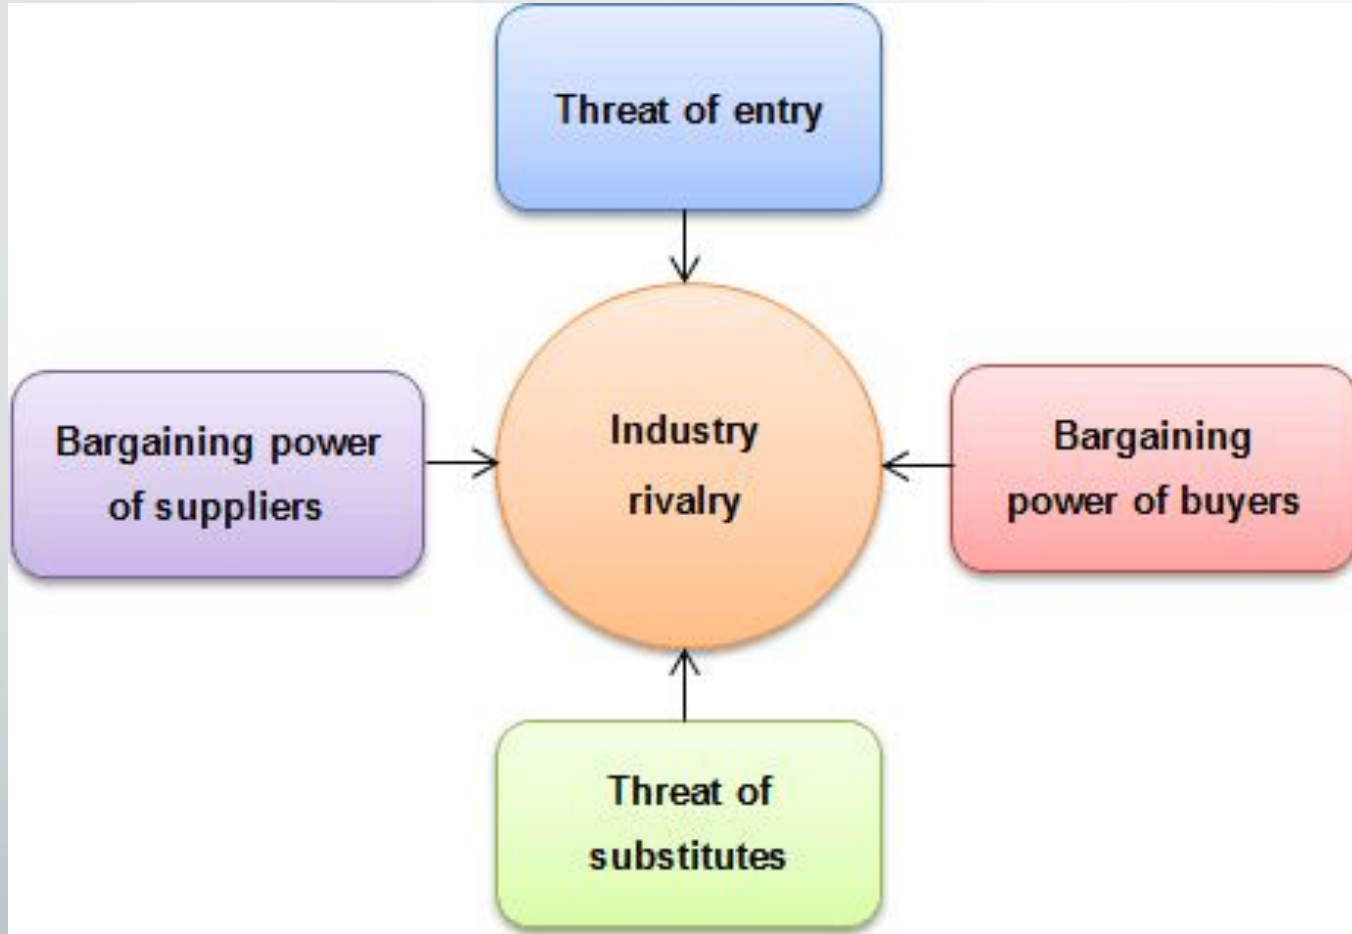 Threat of entry
Bargaining power
of suppliers
Industry
rivalry
Bargaining
power of buyers
Threat of
substitutes